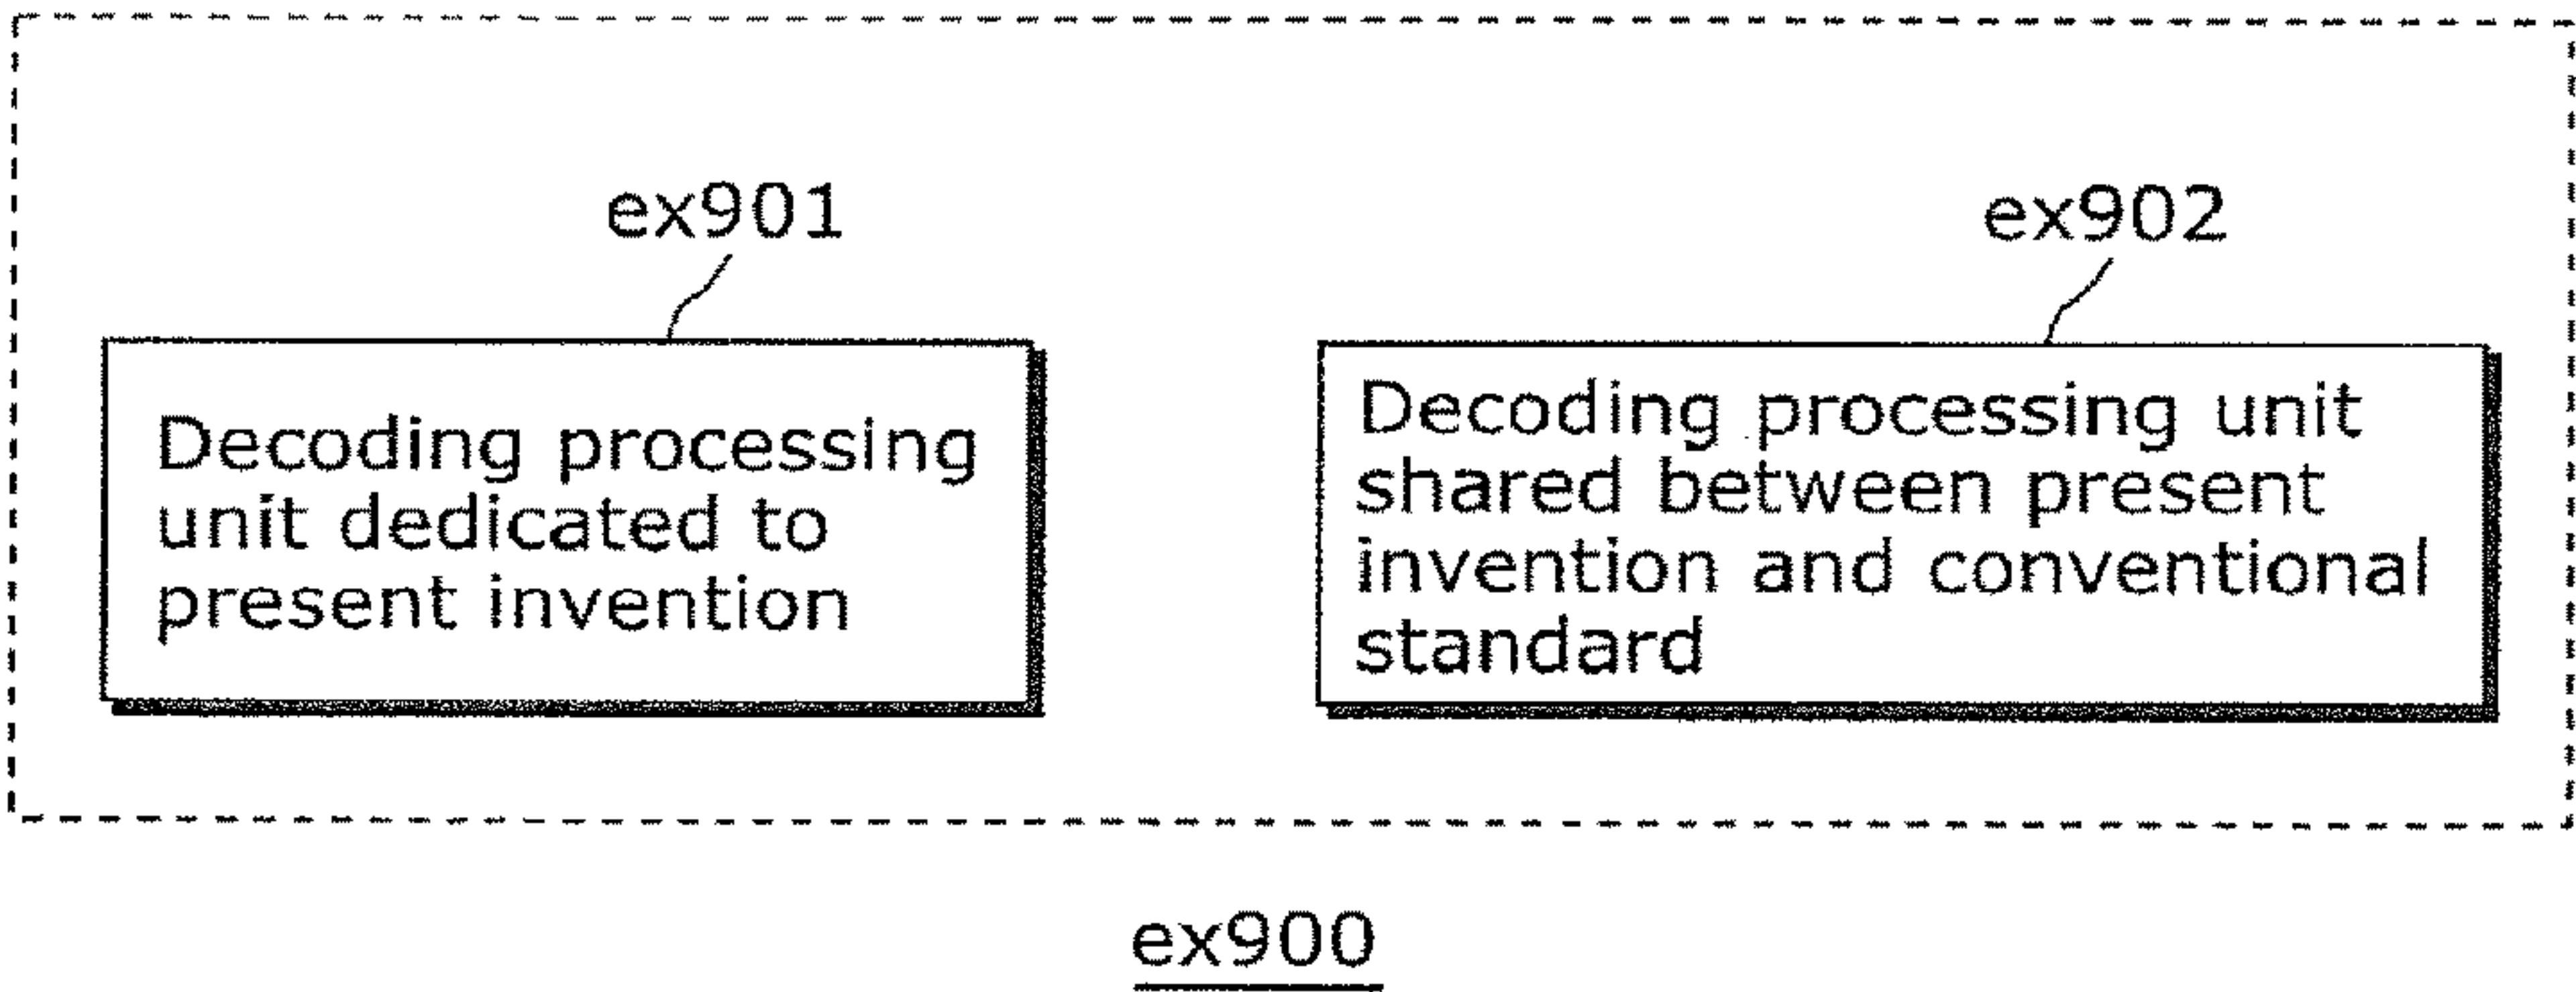 ex901
ex902
Decoding processing
unit dedicated to
present invention
Decoding processing unit
shared between present
invention and conventional
standard
ex900